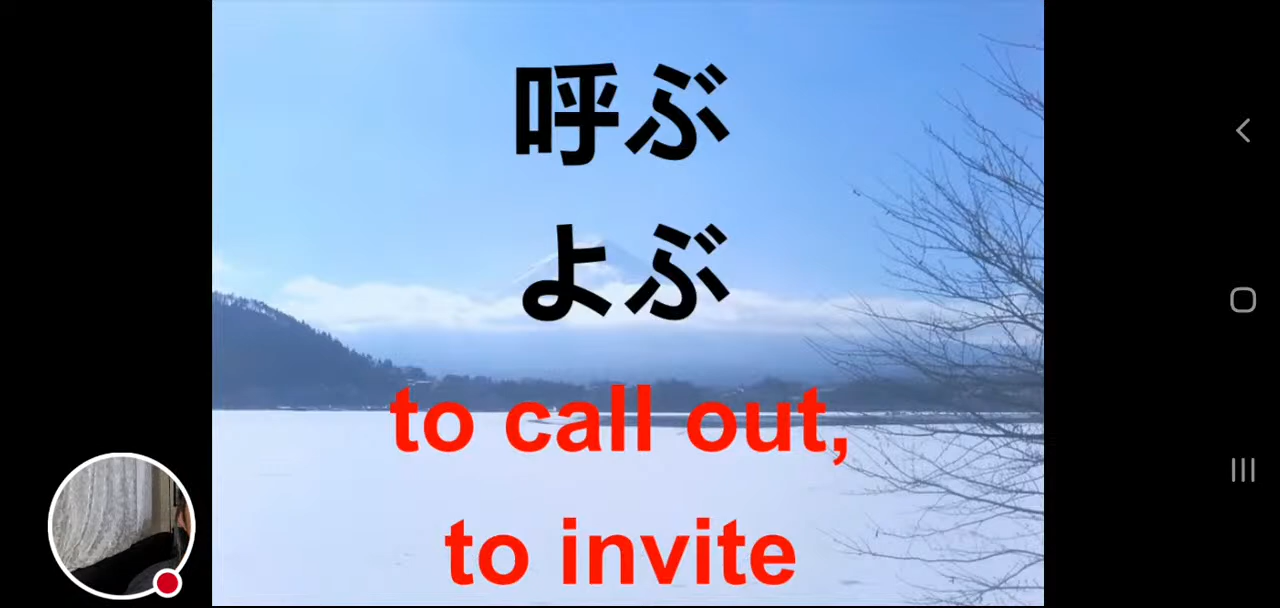 呼ぶ
よぶ
to call out,
to invite